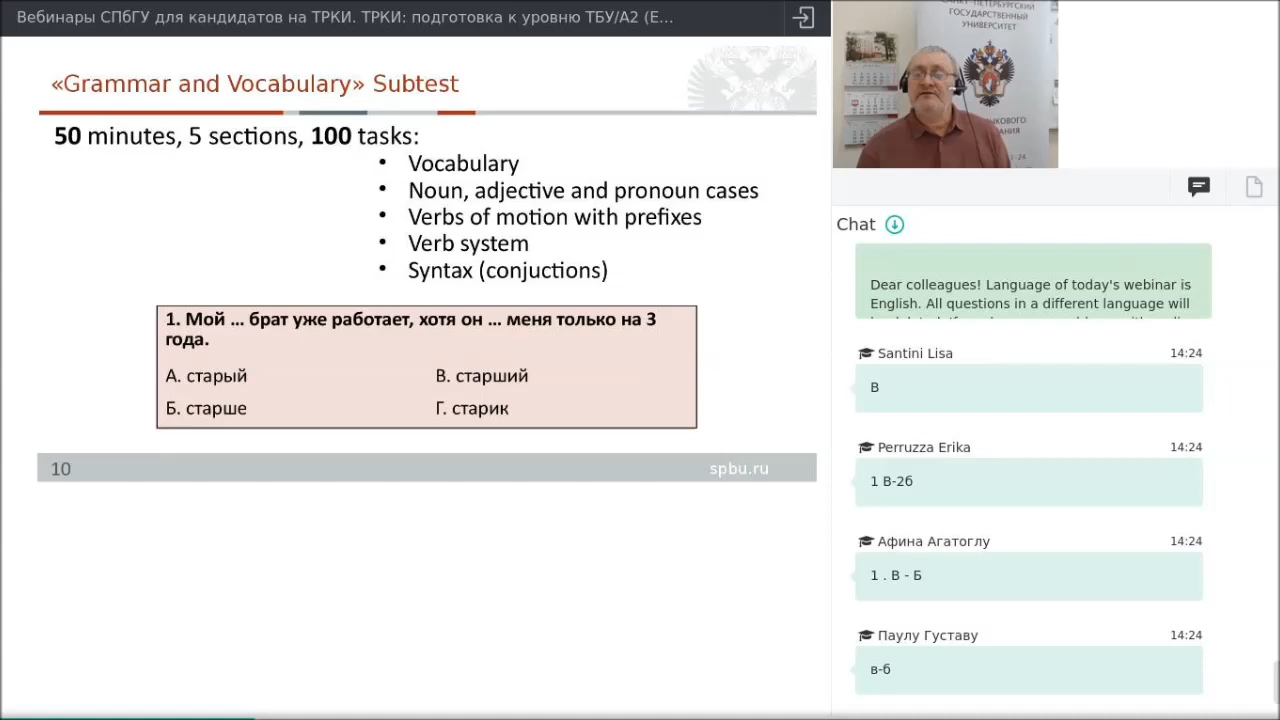 Вебинары СПбГУ для кандидатов на ТРКИ. ТРКИ: подготовка к уровню ТБУ/А2 (Е...
«Grammar and Vocabulary» Subtest
50 minutes, 5 sections, 100 tasks:
• Vocabulary
• Noun, adjective and pronoun cases
• Verbs of motion with prefixes
• Verb system
• Syntax (conjuctions)
1. Мой ... брат уже работает, хотя он ... меня только на 3
года.
А. старый
В. старший
Б. старше
Г. старик
10
spbu.ru
ГОСУДАРСТВЕННЫЙ
УНИВЕРСИТЕТ
Chat
Dear colleagues! Language of today's webinar is
English. All questions in a different language will
Santini Lisa
14:24
В
Perruzza Erika
14:24
1 В-2б
Афина Агатоглу
14:24
1 . В - Б
Паулу Густаву
14:24
в-б